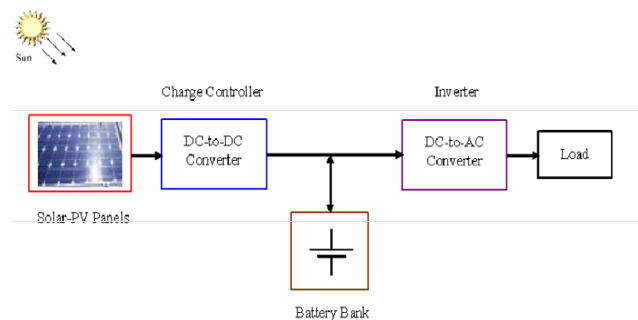 Sun
Charge Controller
Inverter
DC-to-DC
Converter
DC-to-AC
Converter
Load
Solar-PV Panels
Battery Bank